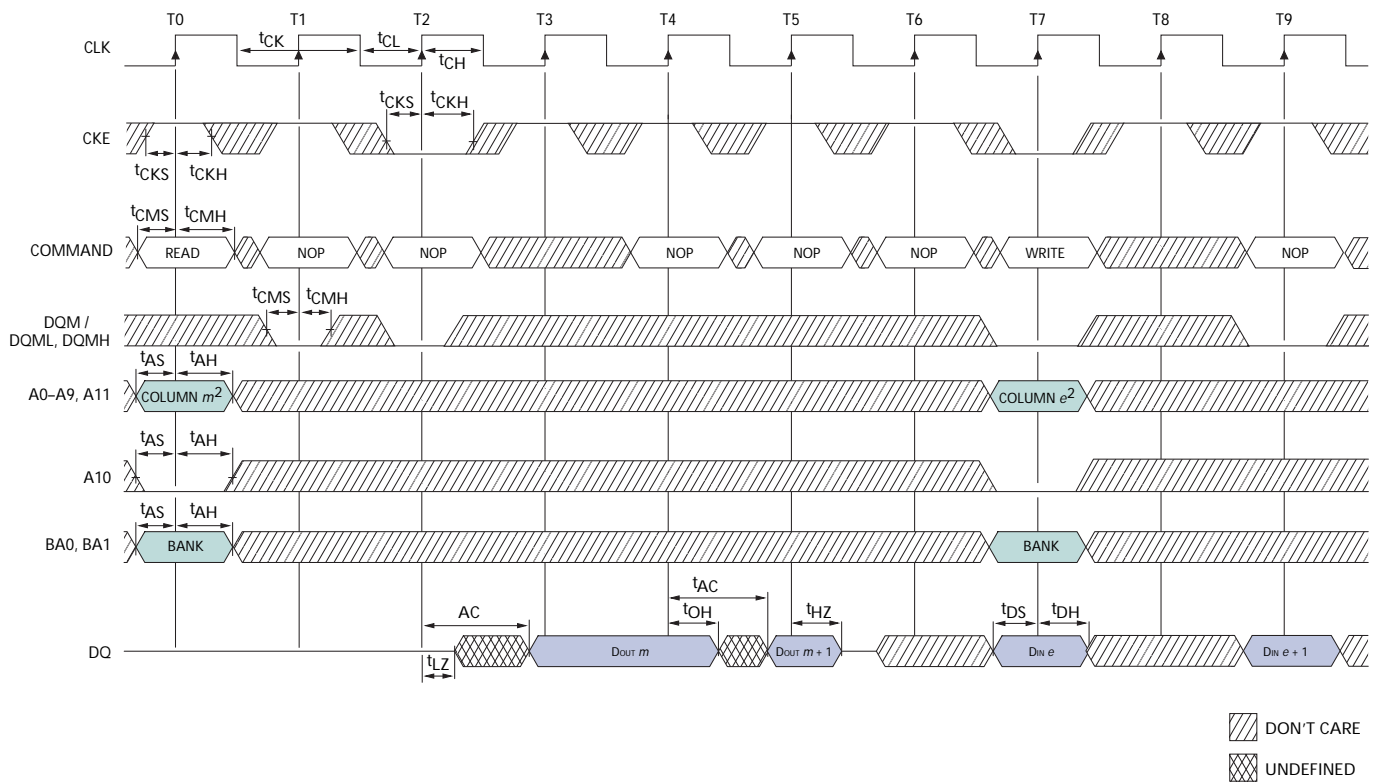 T0 T1 T2 T3 T4 T5 T6 T7 T8 T9
CLK
tCK tCL
tCH
tCKS tCKH
CKE
tCKS tCKH
tCMS tCMH
COMMAND READ NOP NOP NOP NOP NOP WRITE NOP
tCMS tCMH
DQM /
DQML, DQMH
tAS tAH
A0–A9, A11 COLUMN m2 COLUMN e2
tAS tAH
A10
tAS tAH
BA0, BA1 BANK BANK
tAC
AC tOH tHZ tDS tDH
DQ DOUT m DOUT m + 1 DIN e DIN e + 1
tLZ
DON'T CARE
UNDEFINED